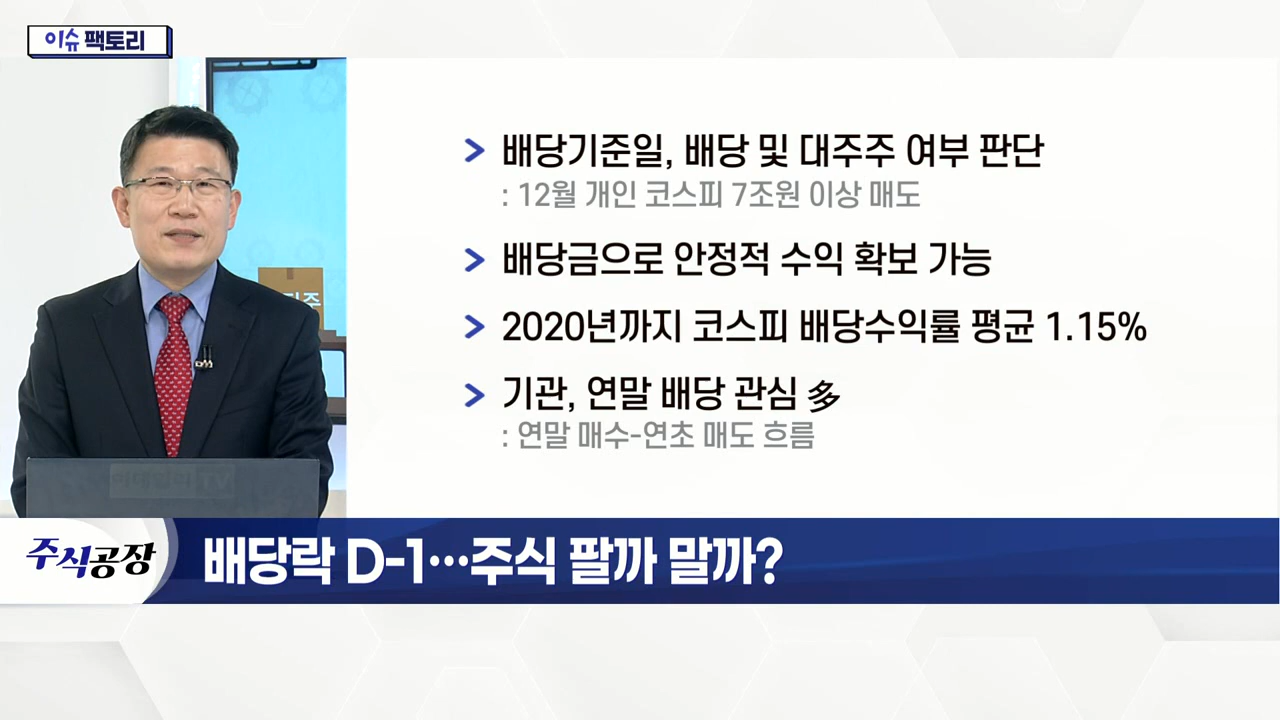 이슈 팩토리
> 배당기준일, 배당 및 대주주 여부 판단
: 12월 개인 코스피 7조원 이상 매도
> 배당금으로 안정적 수익 확보 가능
> 2020년까지 코스피 배당수익률 평균 1.15%
> 기관, 연말 배당 관심 多
: 연말 매수-연초 매도 흐름
이데일리 TV
주식공장
배당락 D-1…주식 팔까 말까?